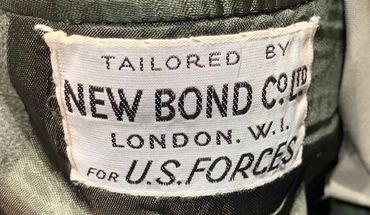 TAILORED BY
NEW BOND Co. LTD
LONDON. W.1.
FOR U.S. FORCES